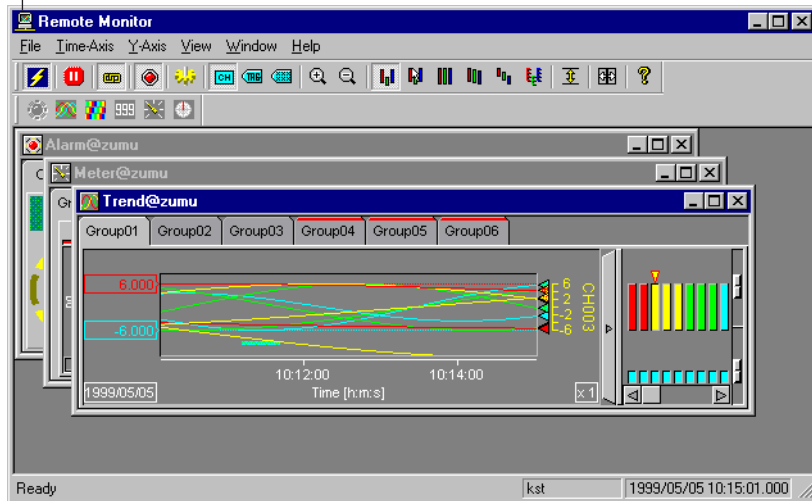 Remote Monitor
File Time-Axis Y-Axis View Window Help
CH TAG
999
Alarm@zumu
Meter@zumu
Trend@zumu
Group01 Group02 Group03 Group04 Group05 Group06
6.000
-6.000
6
2
-2
-6
CH003
10:12:00 10:14:00
1999/05/05 Time [h:m:s] x 1
Ready kst 1999/05/05 10:15:01.000